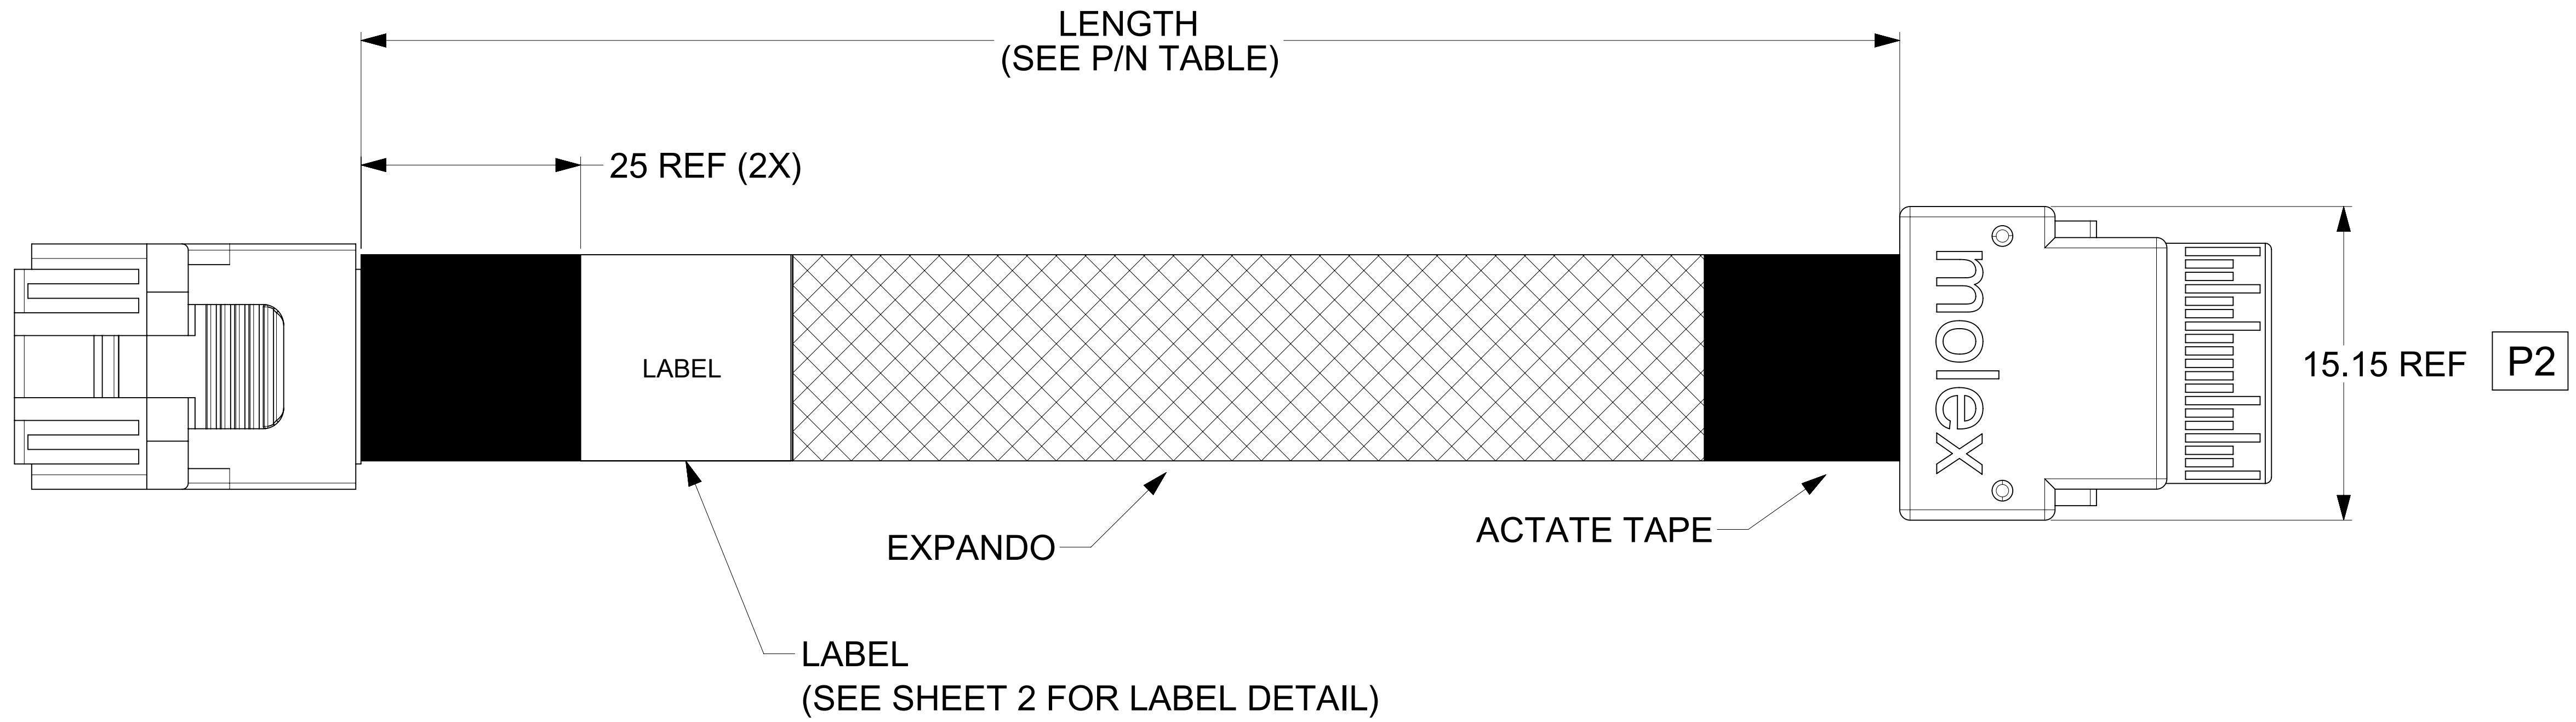 LENGTH
(SEE P/N TABLE)
25 REF (2X)
LABEL
molex
15.15 REF
P2
ACTATE TAPE
EXPANDO
LABEL
(SEE SHEET 2 FOR LABEL DETAIL)